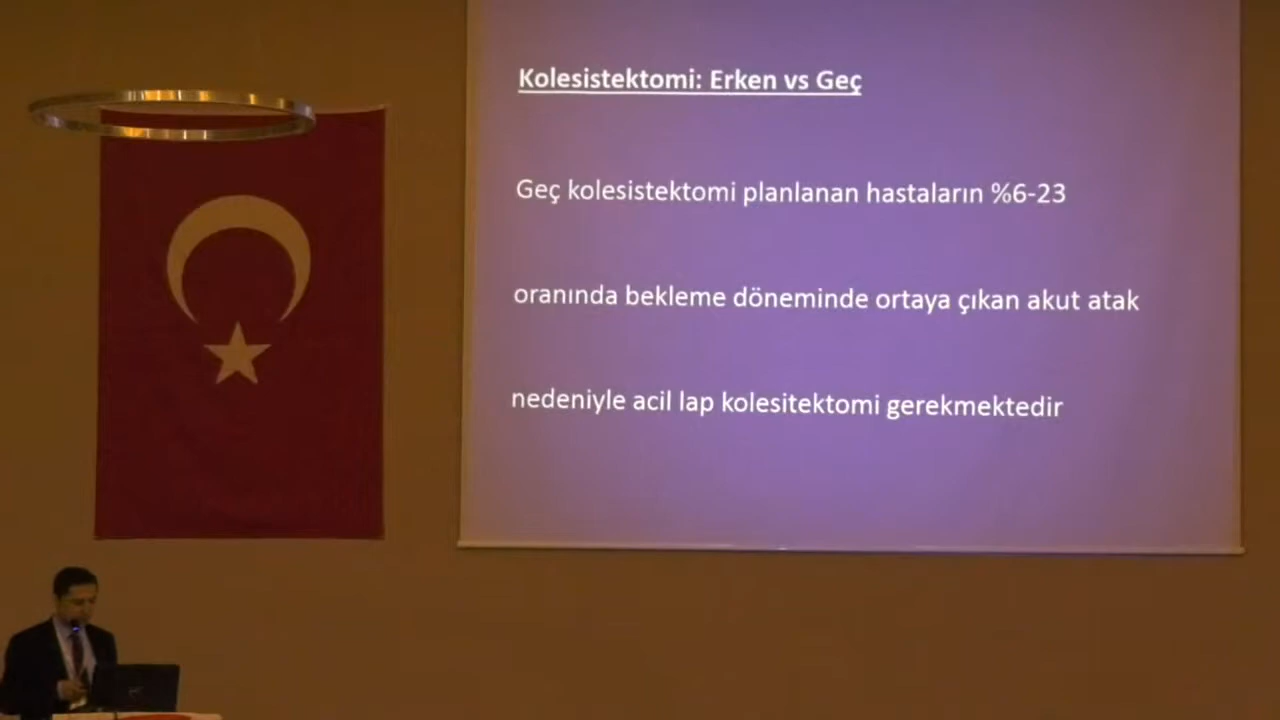 Kolesistektomi: Erken vs Geç
Geç kolesistektomi planlanan hastaların %6-23
oranında bekleme döneminde ortaya çıkan akut atak
nedeniyle acil lap kolesitektomi gerekmektedir